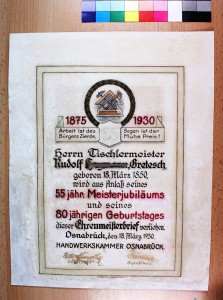 1875 1930
Arbeit ist des Bürgers Zierde,
Segen ist der Mühe Preis!
Herrn Tischlermeister
Rudolf Gretesch,
geboren 18. März 1850,
wird aus Anlaß seines
55 jähr. Meisterjubiläums
und seines
80 jährigen Geburtstages
dieser Ehrenmeisterbrief verliehen.
Osnabrück, den 18. März 1930.
HANDWERKSKAMMER OSNABRÜCK